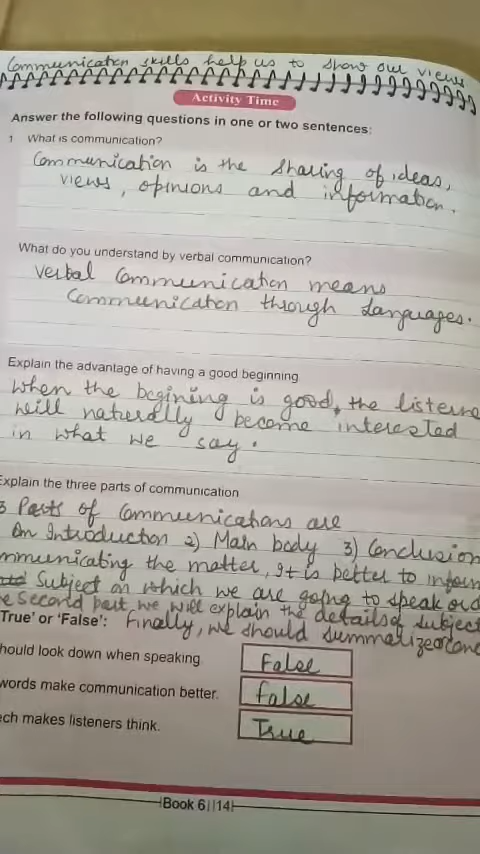 Communication skills help us to show our views
Activity Time
Answer the following questions in one or two sentences:
1 What is communication?
Communication is the sharing of ideas,
views, opinions and information.
What do you understand by verbal communication?
Verbal Communication means
Communication through Languages.
Explain the advantage of having a good beginning
When the begining is good, the listene
will naturally become interested
in what we say.
Explain the three parts of communication
3 Parts of Communications are
An Introduction 2) Main body 3) Conclusion
mmunicating the matter, It is better to inform
Subject on which we are going to speak
e Second part we will explain the details of subject
'True' or 'False': Finally, we should summarize
hould look down when speaking. False
words make communication better. false
ech makes listeners think. True
Book 6 | | 14